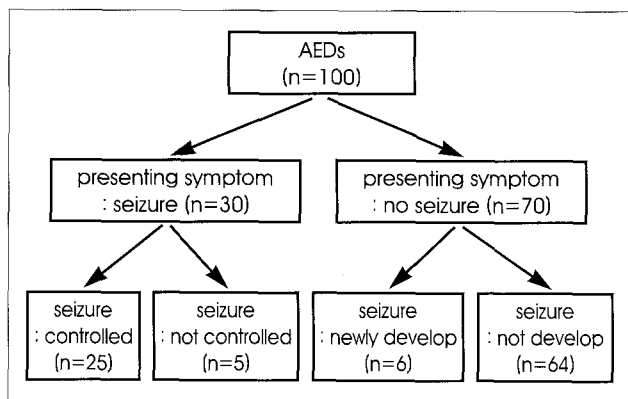 AEDs
(n=100)
presenting symptom
: seizure (n=30)
presenting symptom
: no seizure (n=70)
seizure
: controlled
(n=25)
seizure
: not controlled
(n=5)
seizure
: newly develop
(n=6)
seizure
: not develop
(n=64)